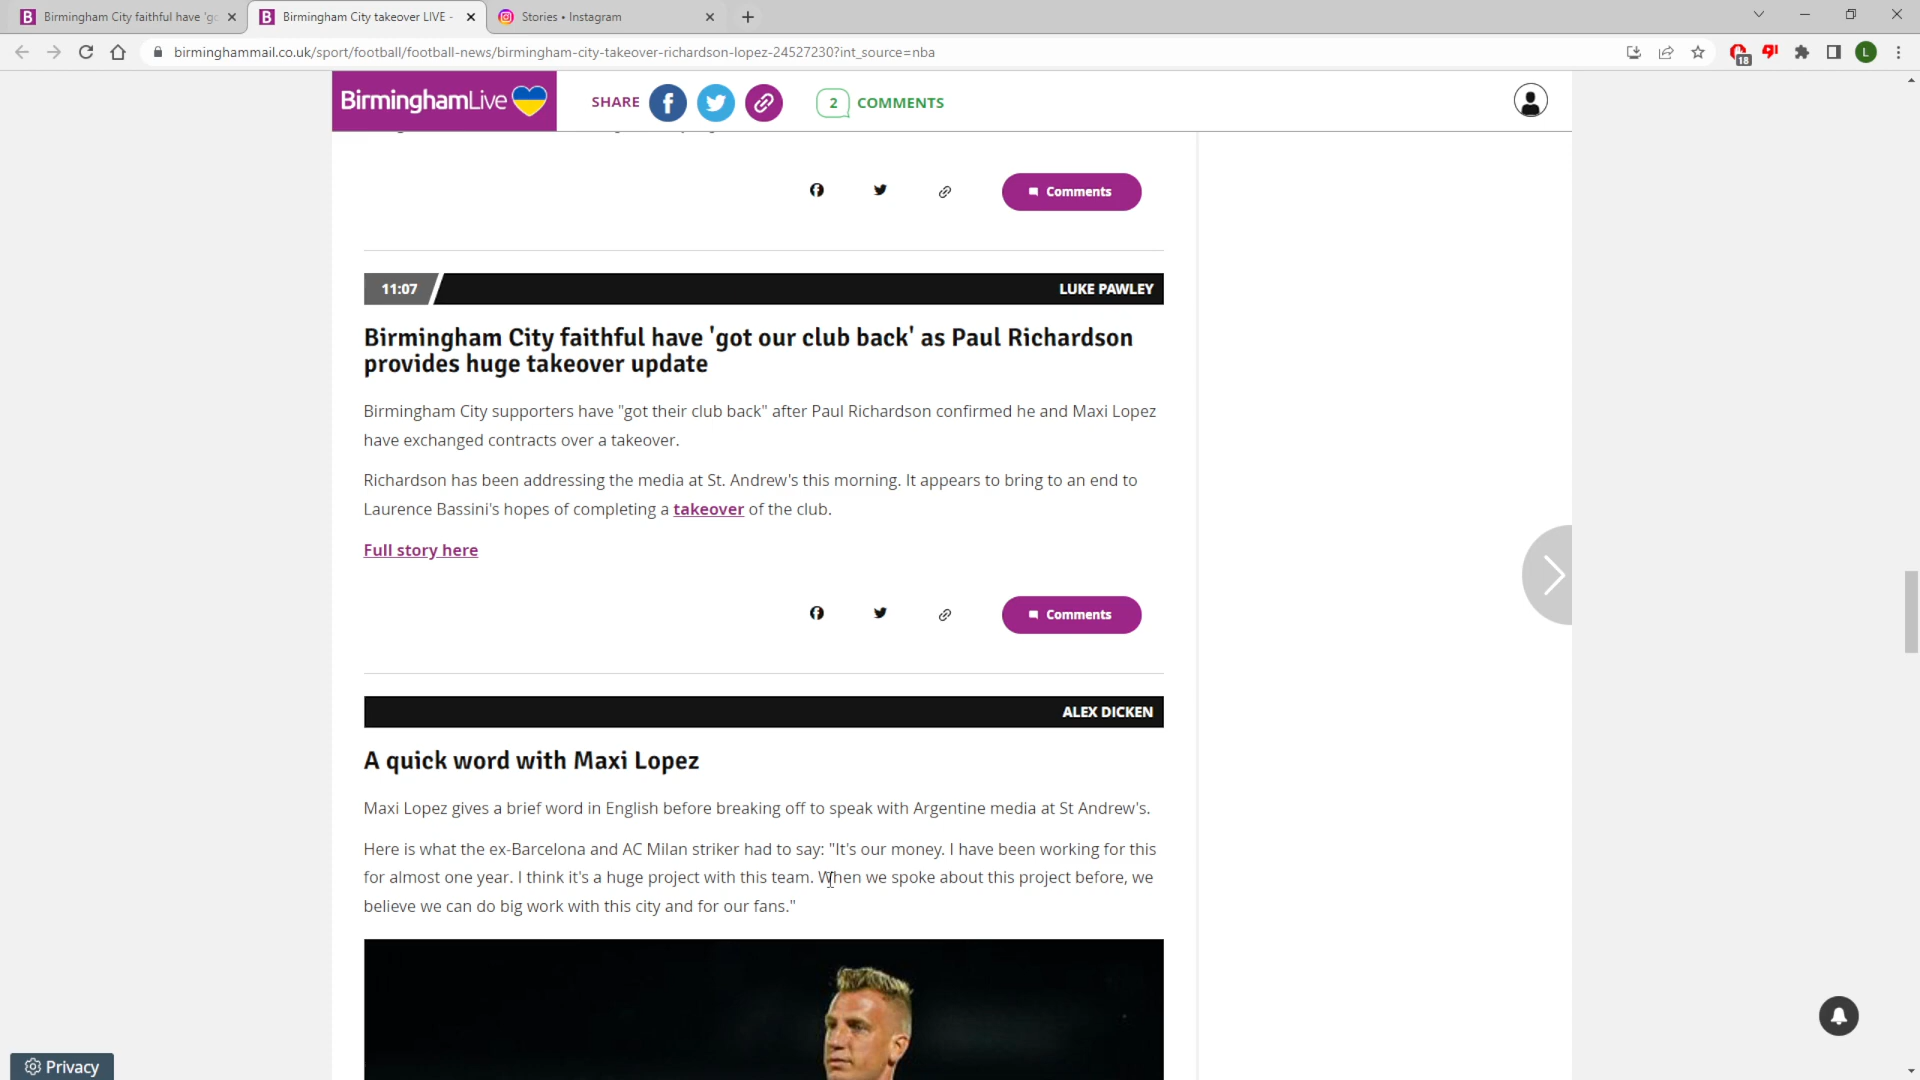 Birmingham City faithful have 'go
Birmingham City takeover LIVE -
Stories • Instagram
birminghammail.co.uk/sport/football/football-news/birmingham-city-takeover-richardson-lopez-24527230?int_source=nba
18
L
BirminghamLive
SHARE
2 COMMENTS
Comments
11:07
LUKE PAWLEY
Birmingham City faithful have 'got our club back' as Paul Richardson
provides huge takeover update
Birmingham City supporters have "got their club back" after Paul Richardson confirmed he and Maxi Lopez
have exchanged contracts over a takeover.
Richardson has been addressing the media at St. Andrew's this morning. It appears to bring to an end to
Laurence Bassini's hopes of completing a takeover of the club.
Full story here
Comments
ALEX DICKEN
A quick word with Maxi Lopez
Maxi Lopez gives a brief word in English before breaking off to speak with Argentine media at St Andrew's.
Here is what the ex-Barcelona and AC Milan striker had to say: "It's our money. I have been working for this
for almost one year. I think it's a huge project with this team. When we spoke about this project before, we
believe we can do big work with this city and for our fans."
Privacy